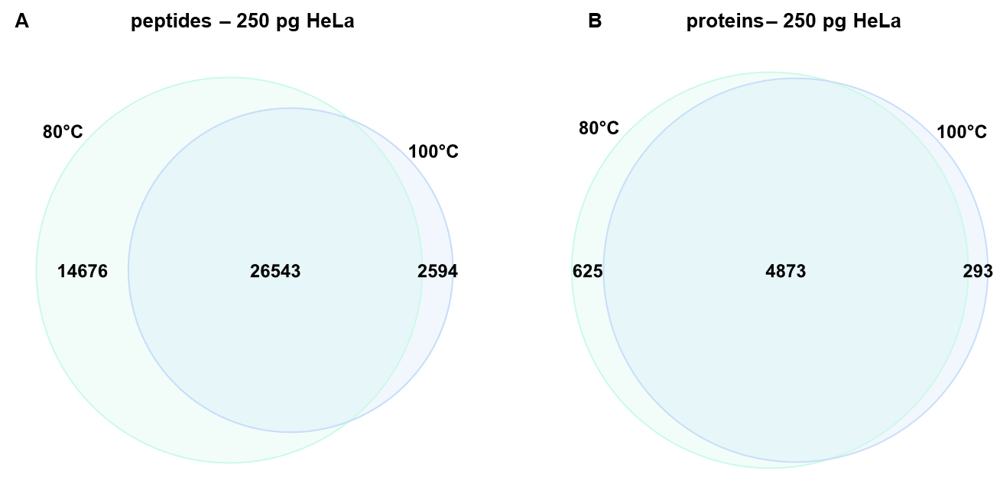 A peptides – 250 pg HeLa
80°C
100°C
14676 26543 2594
B proteins– 250 pg HeLa
80°C
100°C
625 4873 293